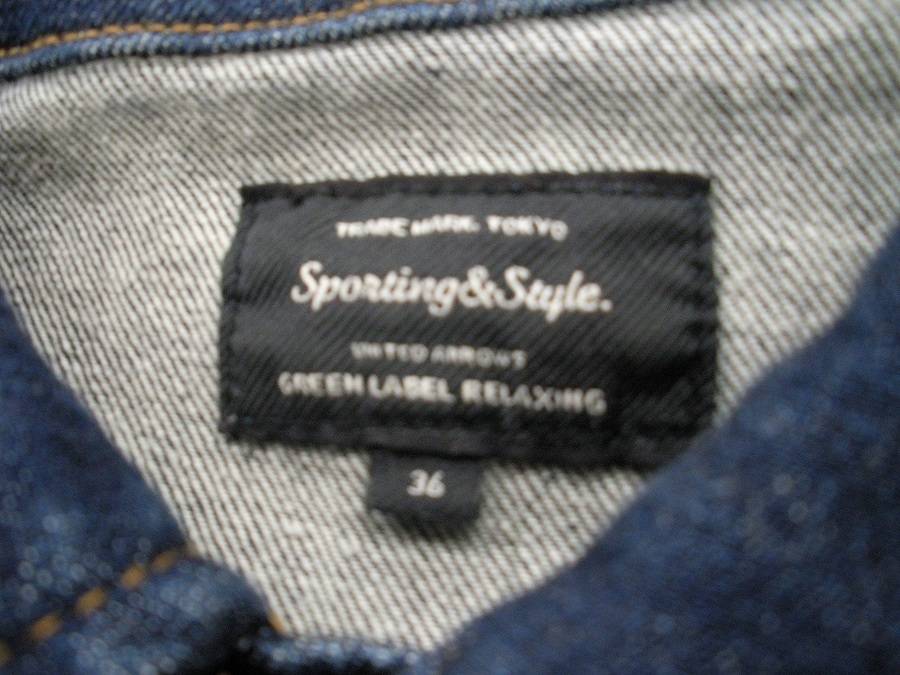 TRADE MARK. TOKYO
Sporting&Style.
UNITED ARROWS
GREEN LABEL RELAXING
36